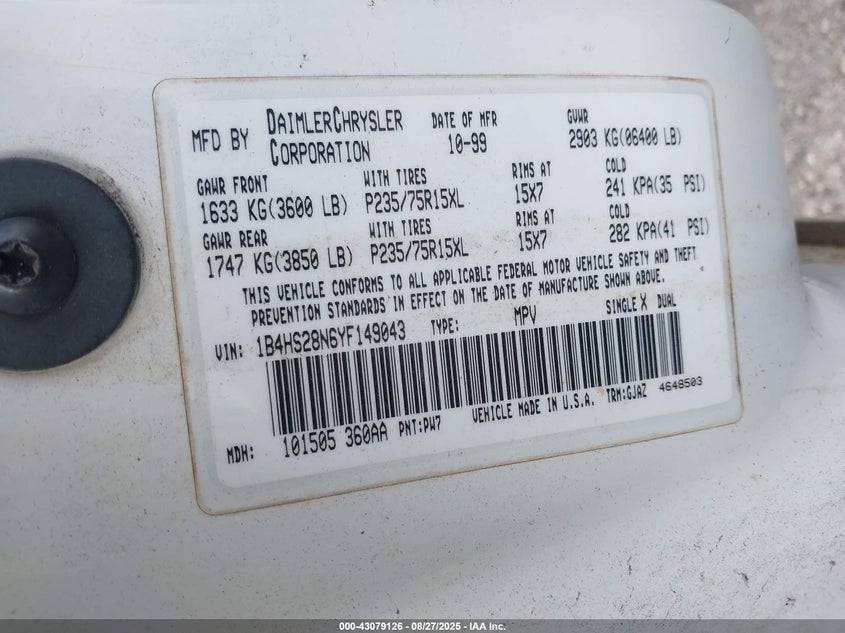 MFD BY DAIMLERCHRYSLER CORPORATION DATE OF MFR 10-99 GVWR 2903 KG(06400 LB)
GAWR FRONT WITH TIRES RIMS AT COLD
1633 KG(3600 LB) P235/75R15XL 15X7 241 KPA(35 PSI)
GAWR REAR WITH TIRES RIMS AT COLD
1747 KG(3850 LB) P235/75R15XL 15X7 282 KPA(41 PSI)
THIS VEHICLE CONFORMS TO ALL APPLICABLE FEDERAL MOTOR VEHICLE SAFETY AND THEFT
PREVENTION STANDARDS IN EFFECT ON THE DATE OF MANUFACTURE SHOWN ABOVE.
VIN: 1B4HS28N6YF149043 TYPE: MPV SINGLE X DUAL
MDH: 101505 360AA PNT:PW7 VEHICLE MADE IN U.S.A. TRM:GJAZ 4648503
000-43079126 - 08/27/2025 - IAA Inc.